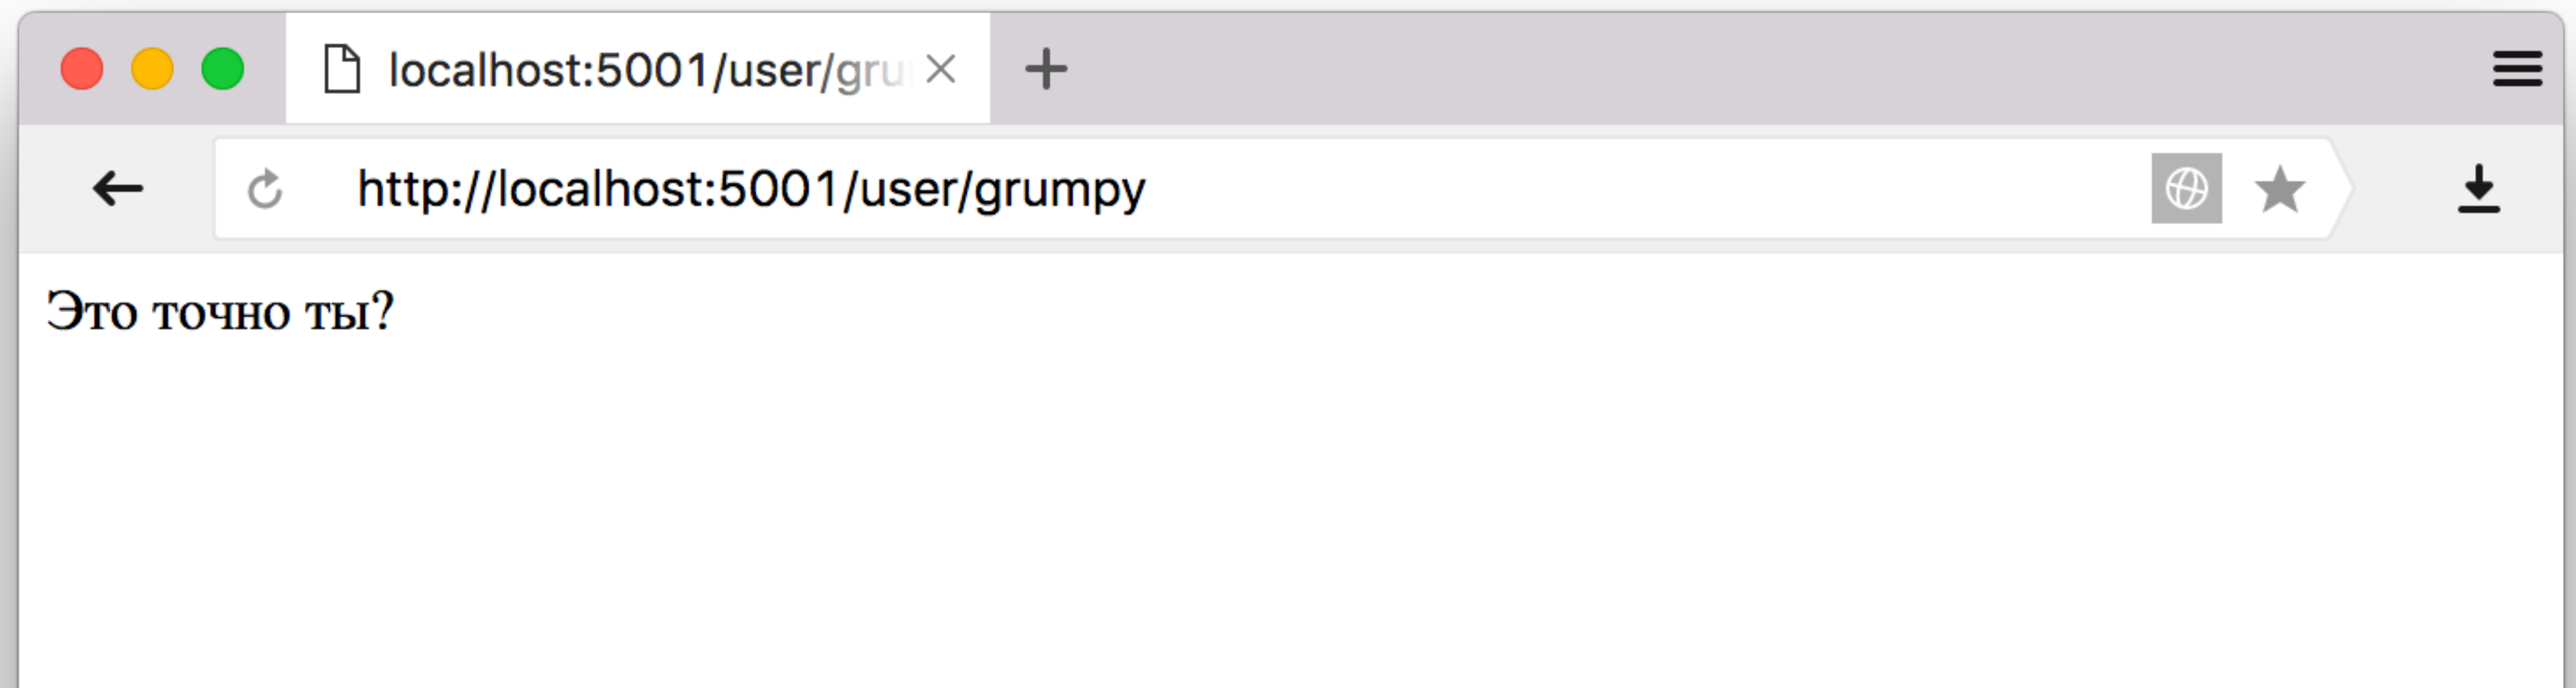 localhost:5001/user/gru
http://localhost:5001/user/grumpy
Это точно ты?